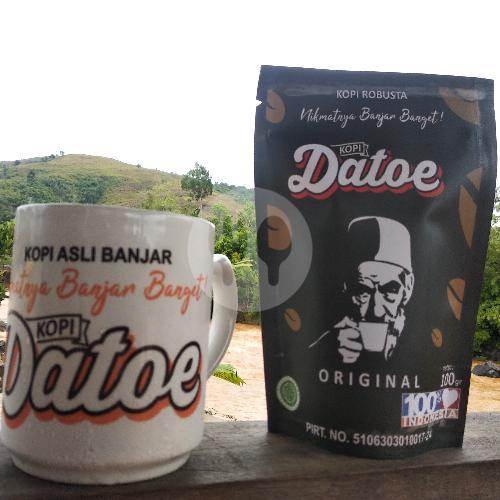 KOPI ASLI BANJAR
Banjar Banget!
KOPI
Datoe
KOPI ROBUSTA
Nikmatnya Banjar Banget!
KOPI
Datoe
ORIGINAL
100 gr
100%
INDONESIA
PIRT. NO. 5106303010017-24